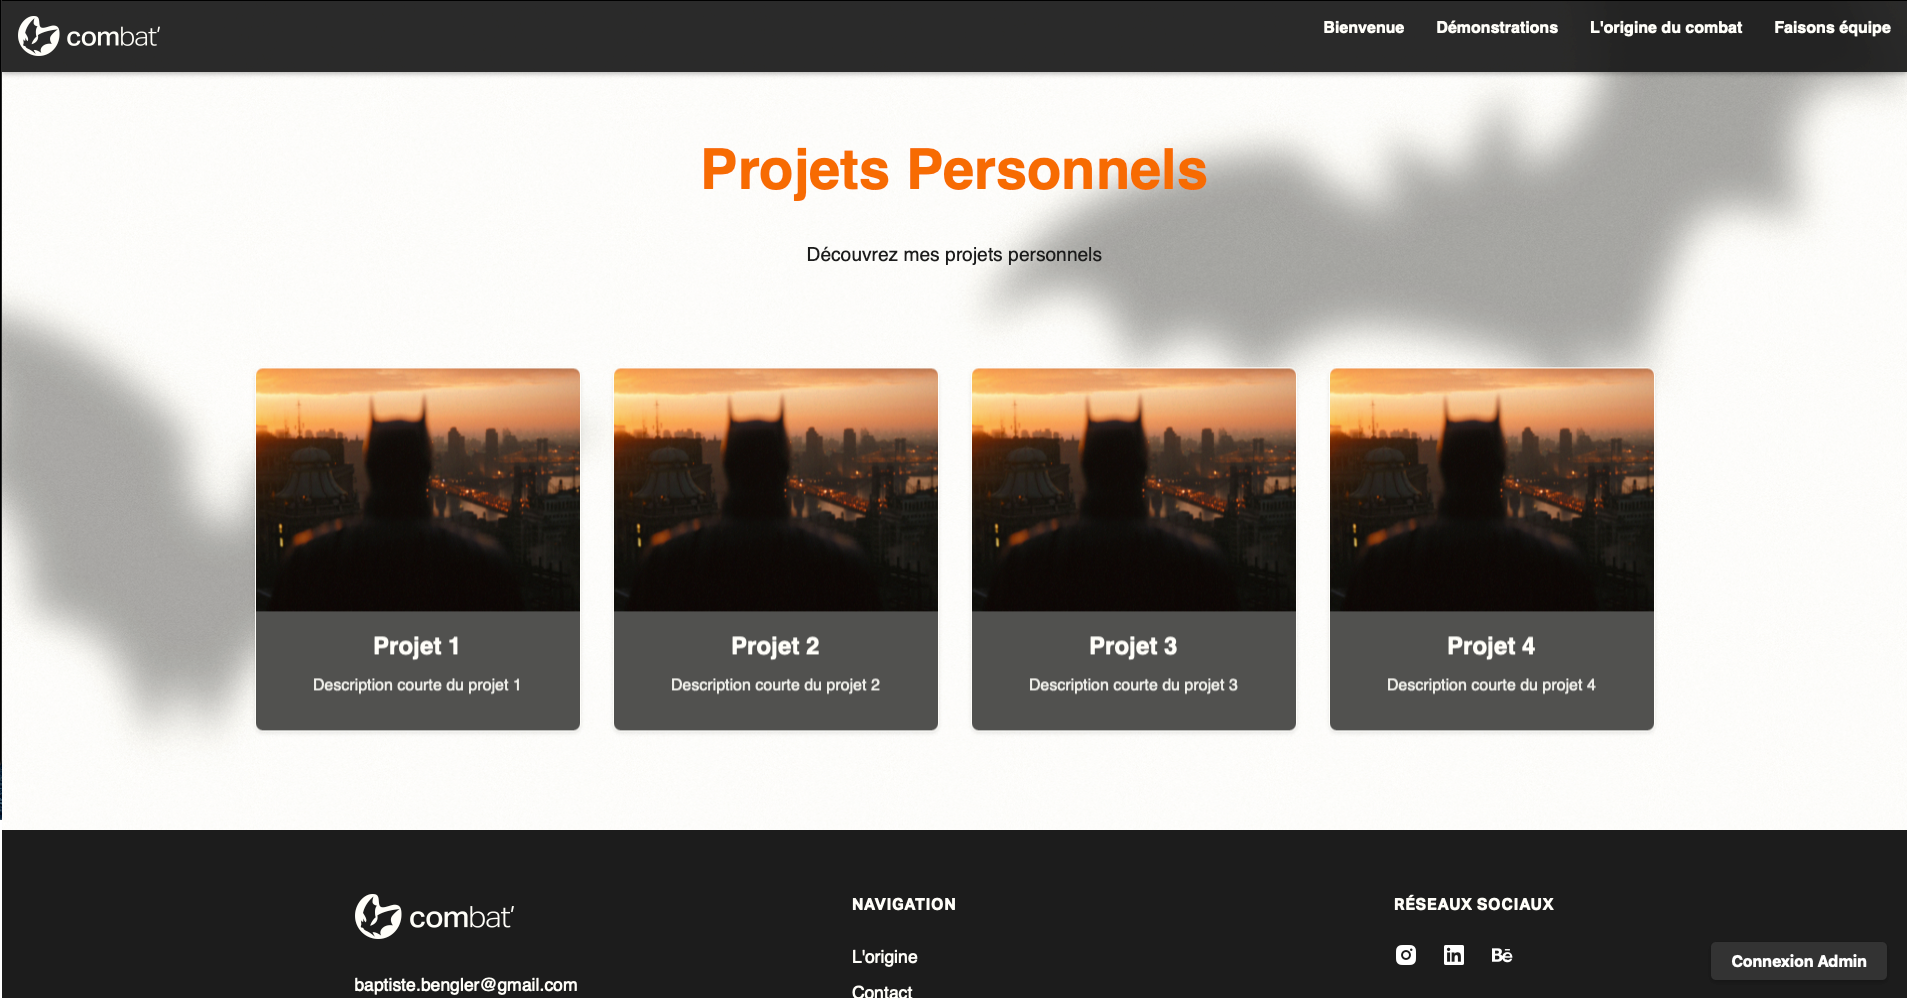 combat'
Bienvenue
Démonstrations
L'origine du combat
Faisons équipe
Projets Personnels
Découvrez mes projets personnels
Projet 1
Description courte du projet 1
Projet 2
Description courte du projet 2
Projet 3
Description courte du projet 3
Projet 4
Description courte du projet 4
combat'
baptiste.bengler@gmail.com
NAVIGATION
L'origine
Contact
RÉSEAUX SOCIAUX
in
Bē
Connexion Admin